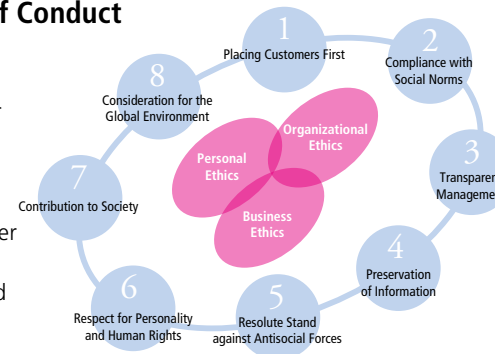 f Conduct
1
Placing Customers First
2
Compliance with
Social Norms
3
Transparen
Manageme
4
Preservation
of Information
5
Resolute Stand
against Antisocial Forces
6
Respect for Personality
and Human Rights
7
Contribution to Society
8
Consideration for the
Global Environment
Personal
Ethics
Organizational
Ethics
Business
Ethics
er
d